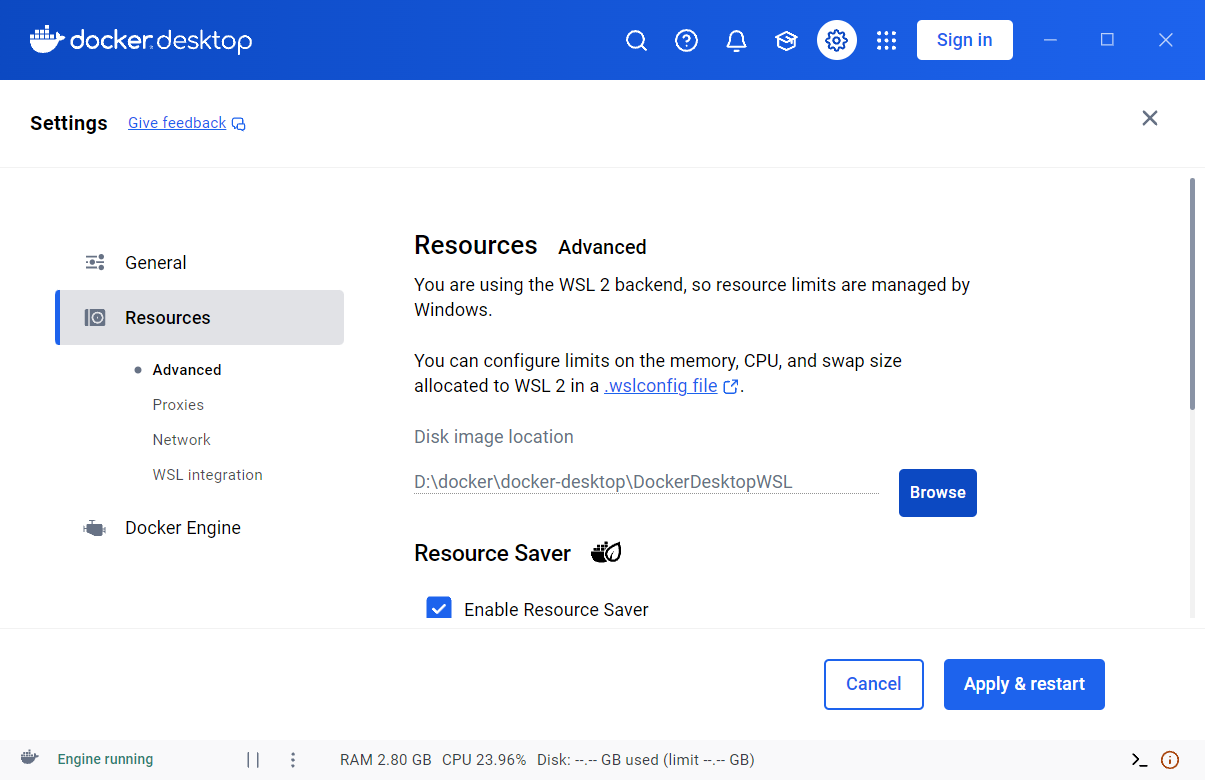 docker desktop
Sign in
Settings
Give feedback
General
Resources
Advanced
Proxies
Network
WSL integration
Docker Engine
Resources Advanced
You are using the WSL 2 backend, so resource limits are managed by
Windows.
You can configure limits on the memory, CPU, and swap size
allocated to WSL 2 in a .wslconfig file.
Disk image location
D:\docker\docker-desktop\DockerDesktopWSL
Browse
Resource Saver
Enable Resource Saver
Cancel
Apply & restart
Engine running
RAM 2.80 GB CPU 23.96% Disk: --.-- GB used (limit --.-- GB)